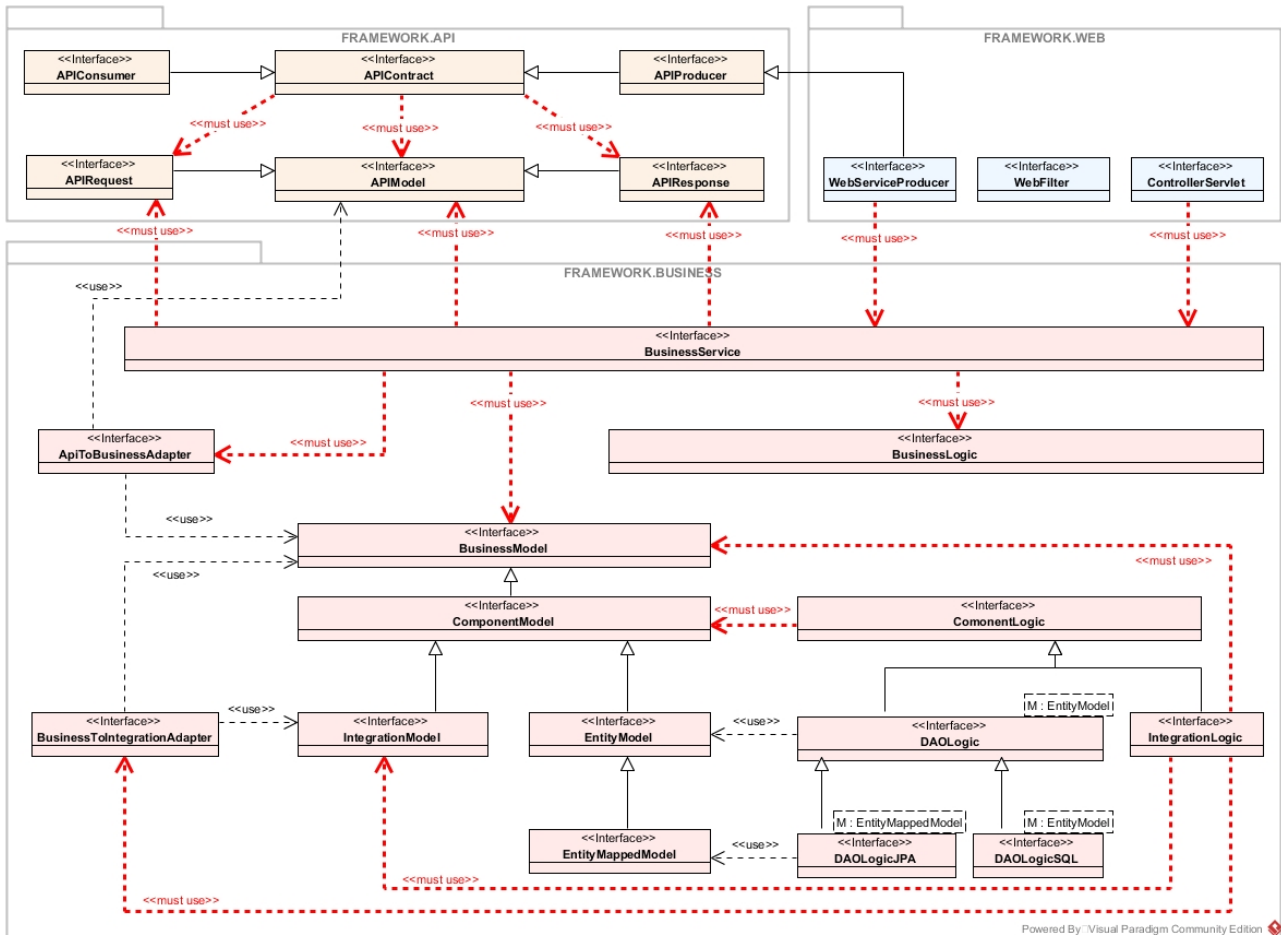 FRAMEWORK.API
FRAMEWORK.WEB
<<Interface>>
APIConsumer
<<Interface>>
APIContract
<<Interface>>
APIProducer
<<must use>>
<<must use>>
<<must use>>
<<Interface>>
APIRequest
<<Interface>>
APIModel
<<Interface>>
APIResponse
<<Interface>>
WebServiceProducer
<<Interface>>
WebFilter
<<Interface>>
ControllerServlet
<<must use>>
<<must use>>
<<must use>>
<<must use>>
<<must use>>
FRAMEWORK.BUSINESS
<<use>>
<<Interface>>
BusinessService
<<must use>>
<<must use>>
<<must use>>
<<Interface>>
ApiToBusinessAdapter
<<Interface>>
BusinessLogic
<<use>>
<<Interface>>
BusinessModel
<<must use>>
<<use>>
<<Interface>>
ComponentModel
<<must use>>
<<Interface>>
ComonentLogic
<<Interface>>
BusinessToIntegrationAdapter
<<use>>
<<Interface>>
IntegrationModel
<<Interface>>
EntityModel
<<use>>
M : EntityModel
<<Interface>>
DAOLogic
<<Interface>>
IntegrationLogic
<<Interface>>
EntityMappedModel
<<use>>
M : EntityMappedModel
<<Interface>>
DAOLogicJPA
M : EntityModel
<<Interface>>
DAOLogicSQL
<<must use>>
<<must use>>
Powered By Visual Paradigm Community Edition